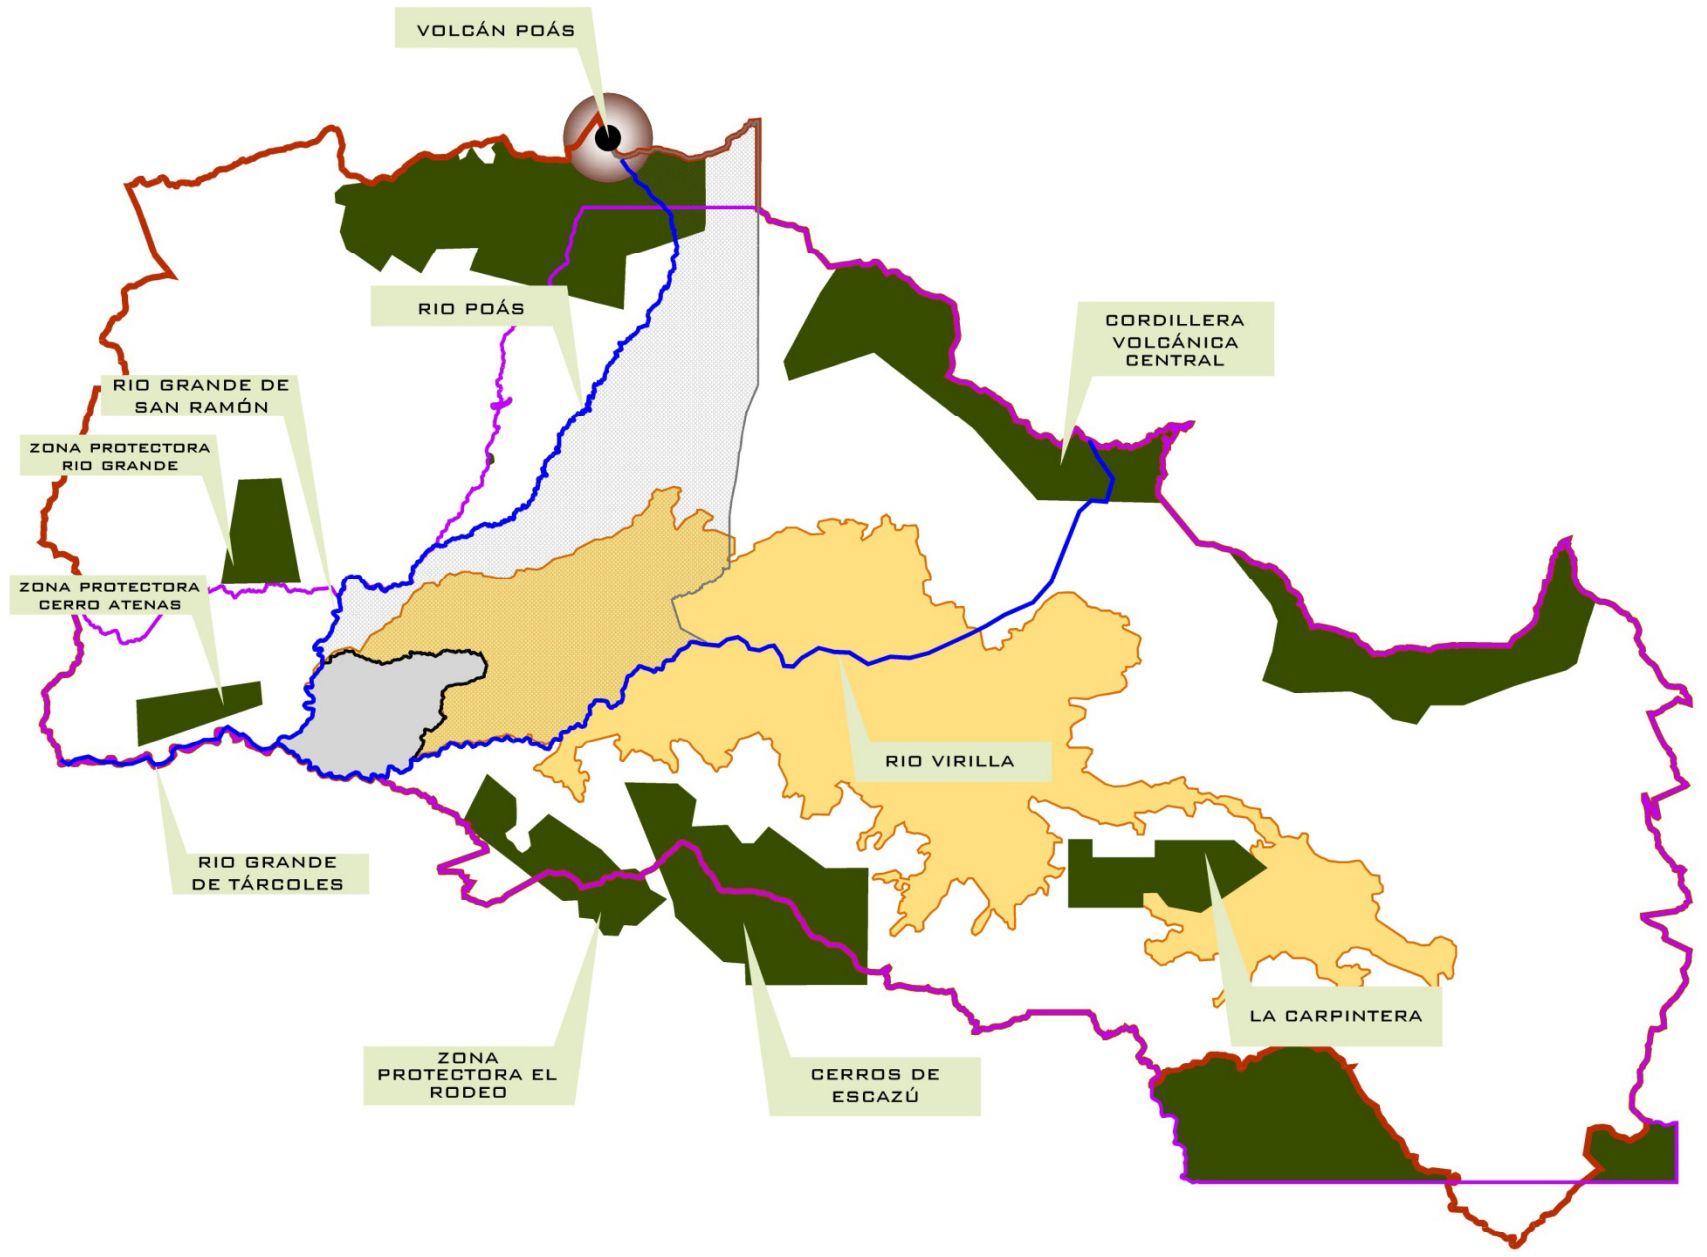 VOLCÁN POÁS
RIO POÁS
CORDILLERA
VOLCÁNICA
CENTRAL
RIO GRANDE DE
SAN RAMÓN
ZONA PROTECTORA
RIO GRANDE
ZONA PROTECTORA
CERRO ATENAS
RIO VIRILLA
RIO GRANDE
DE TÁRCOLES
LA CARPINTERA
ZONA
PROTECTORA EL
RODEO
CERROS DE
ESCAZÚ